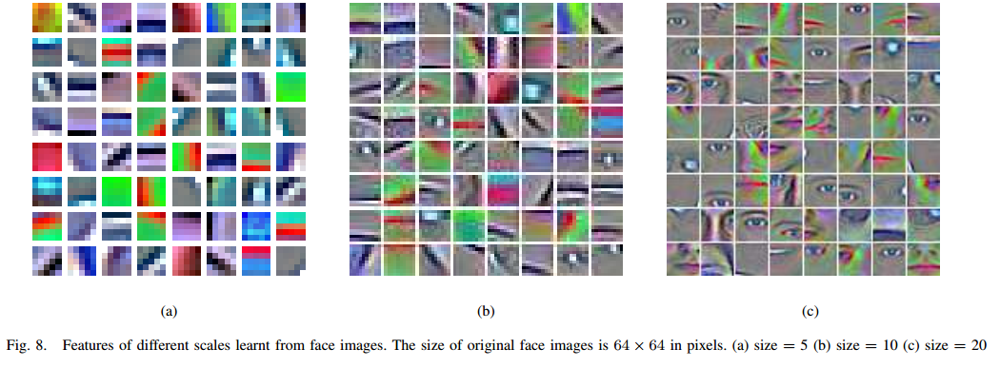 (a)
(b)
(c)
Fig. 8. Features of different scales learnt from face images. The size of original face images is 64 × 64 in pixels. (a) size = 5 (b) size = 10 (c) size = 20